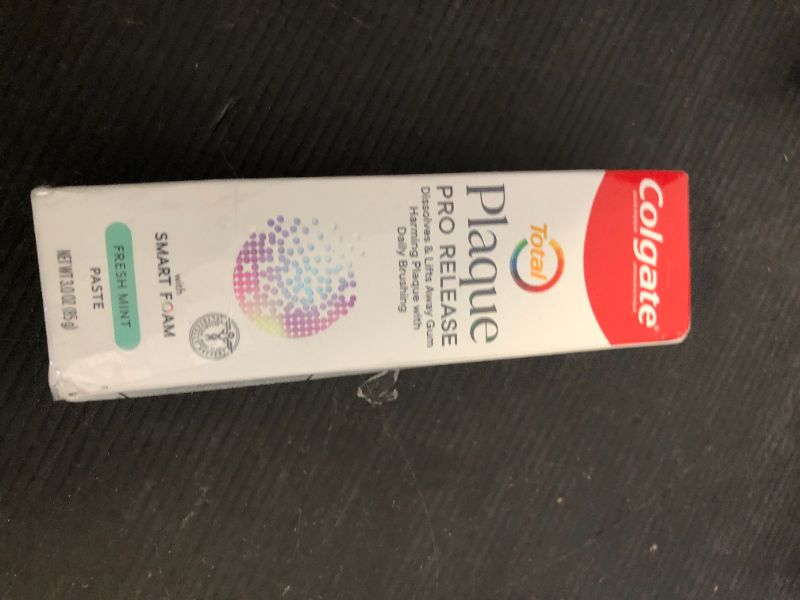 Colgate®
Total
Plaque
PRO RELEASE
Dissolves & Lifts Away Gum
Harming Plaque with
Daily Brushing
with
SMART FOAM
FRESH MINT
PASTE
NET WT 3.0 OZ (85 g)